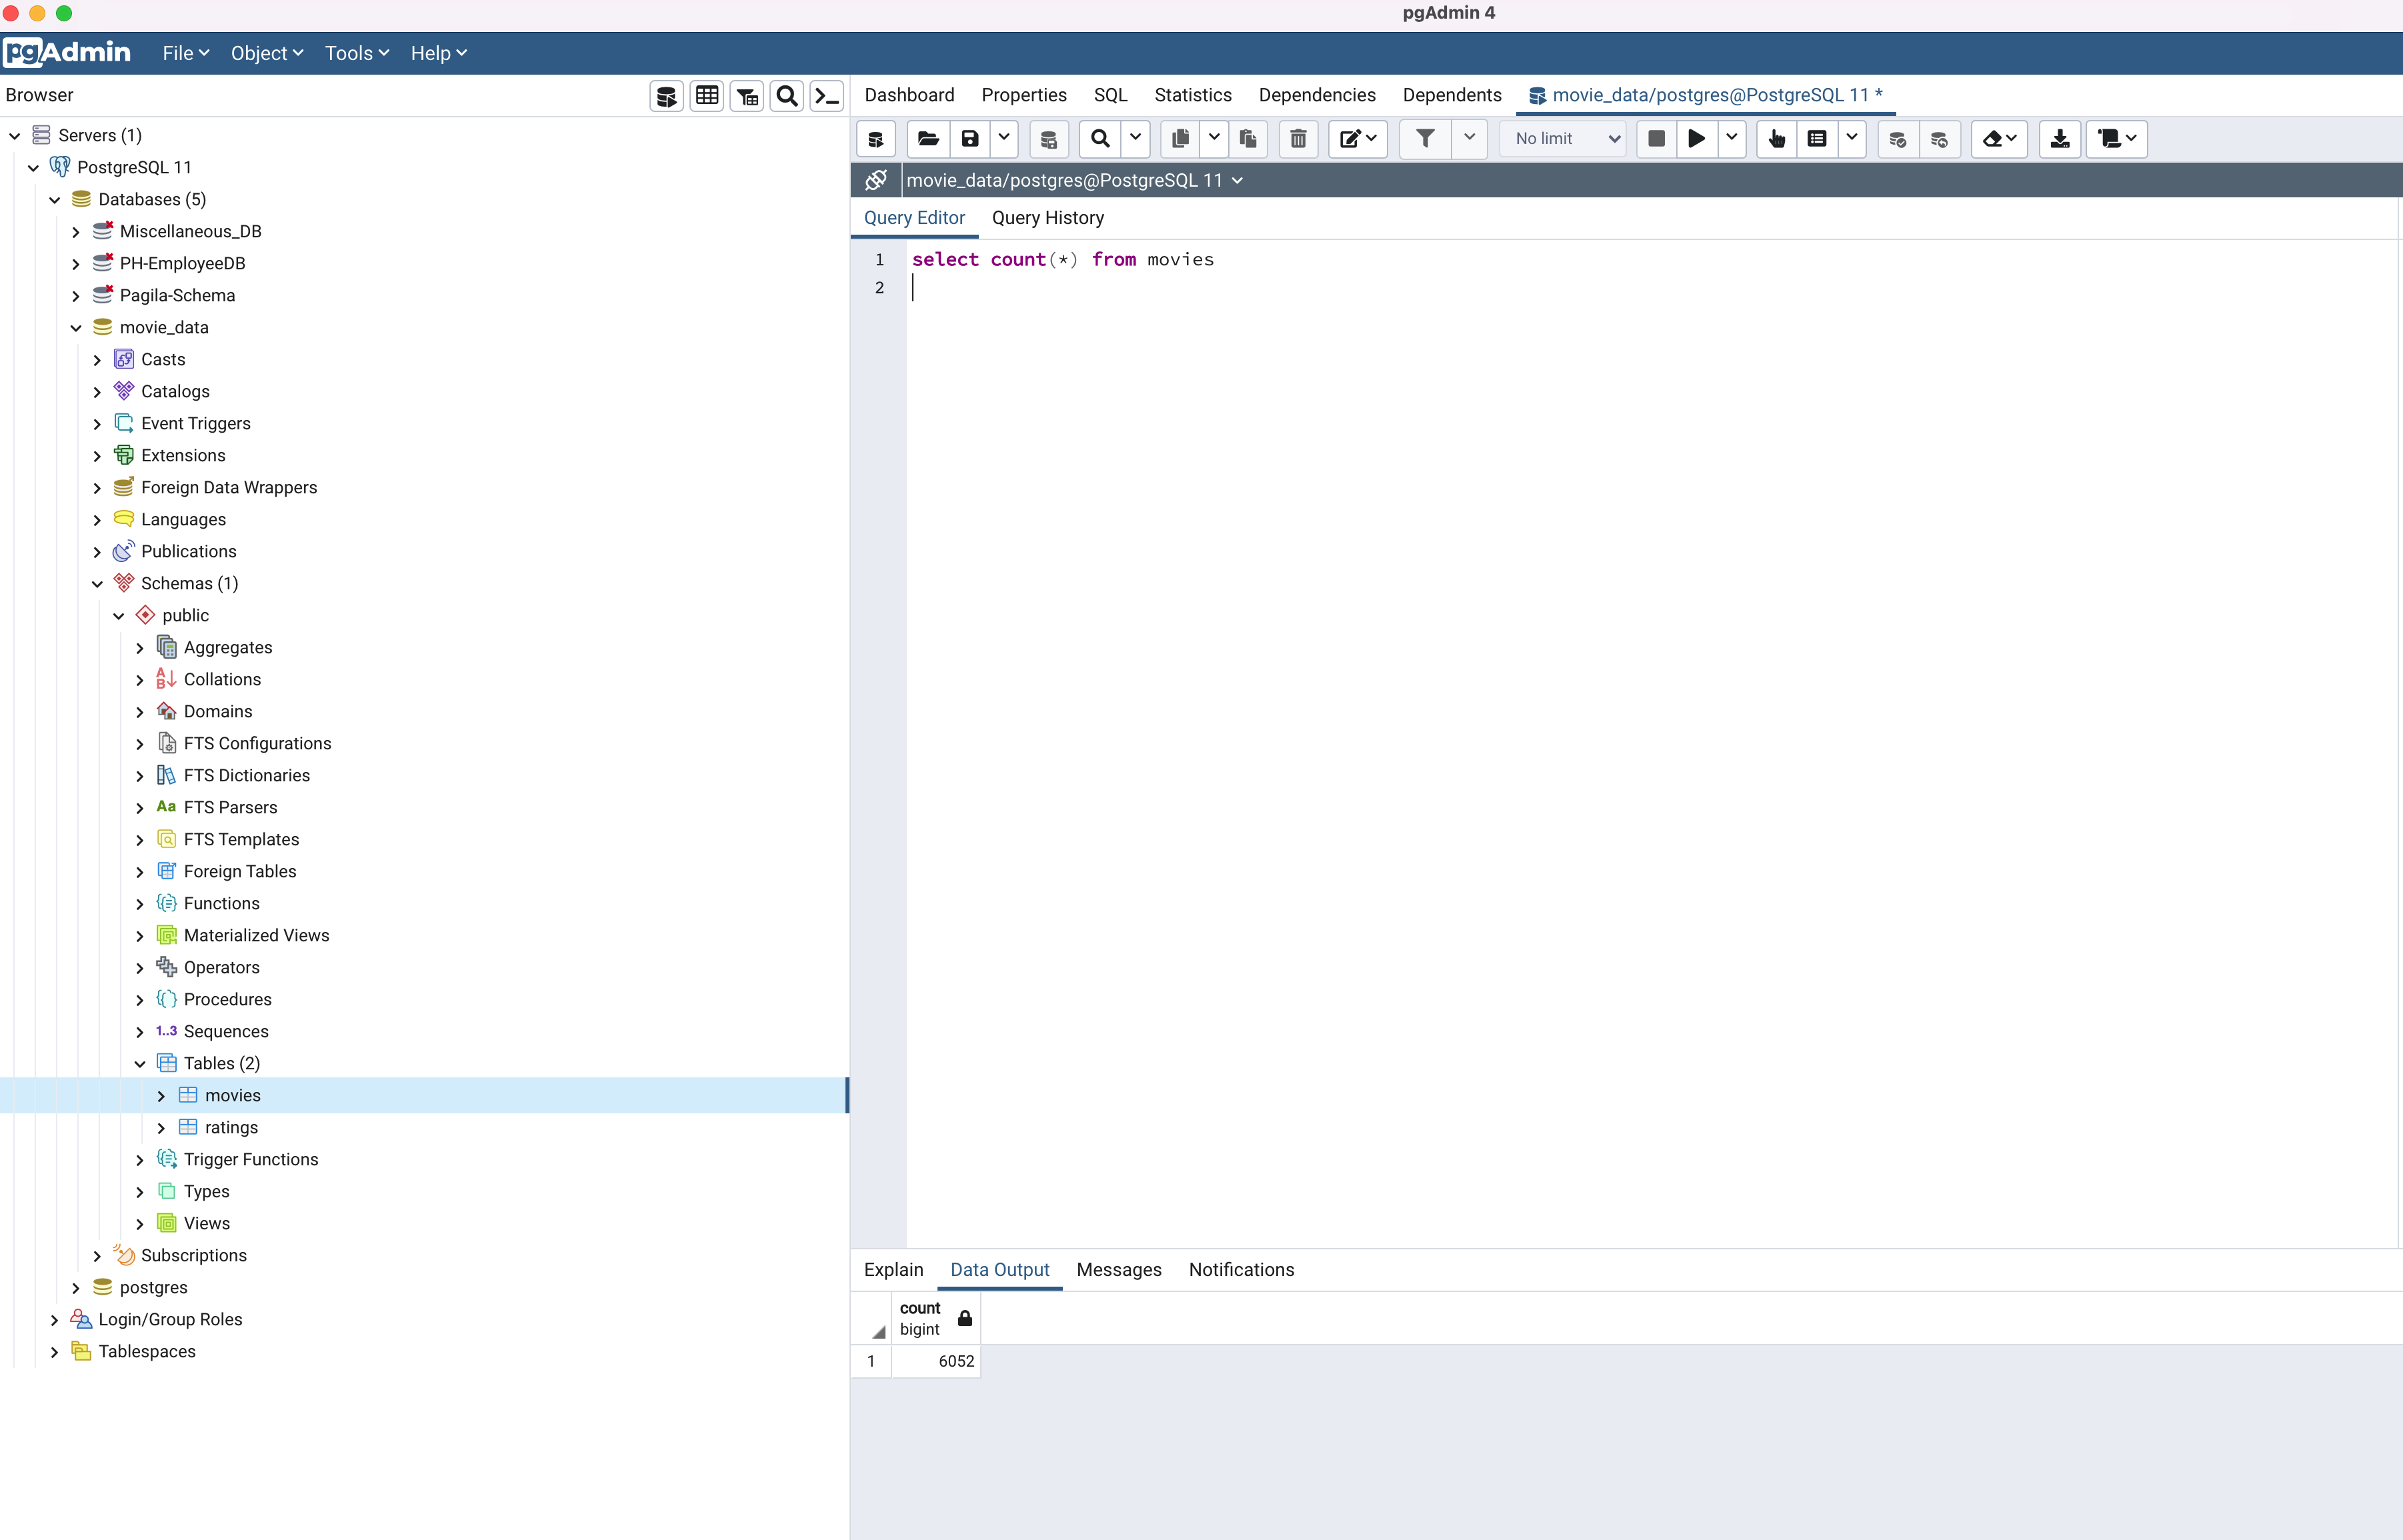 pgAdmin 4
pgAdmin File Object Tools Help
Browser
Servers (1)
PostgreSQL 11
Databases (5)
Miscellaneous_DB
PH-EmployeeDB
Pagila-Schema
movie_data
Casts
Catalogs
Event Triggers
Extensions
Foreign Data Wrappers
Languages
Publications
Schemas (1)
public
Aggregates
Collations
Domains
FTS Configurations
FTS Dictionaries
Aa FTS Parsers
FTS Templates
Foreign Tables
Functions
Materialized Views
Operators
Procedures
1..3 Sequences
Tables (2)
movies
ratings
Trigger Functions
Types
Views
Subscriptions
postgres
Login/Group Roles
Tablespaces
Dashboard Properties SQL Statistics Dependencies Dependents movie_data/postgres@PostgreSQL 11 *
No limit
movie_data/postgres@PostgreSQL 11
Query Editor Query History
1 select count(*) from movies
2
Explain Data Output Messages Notifications
count
bigint
1 6052